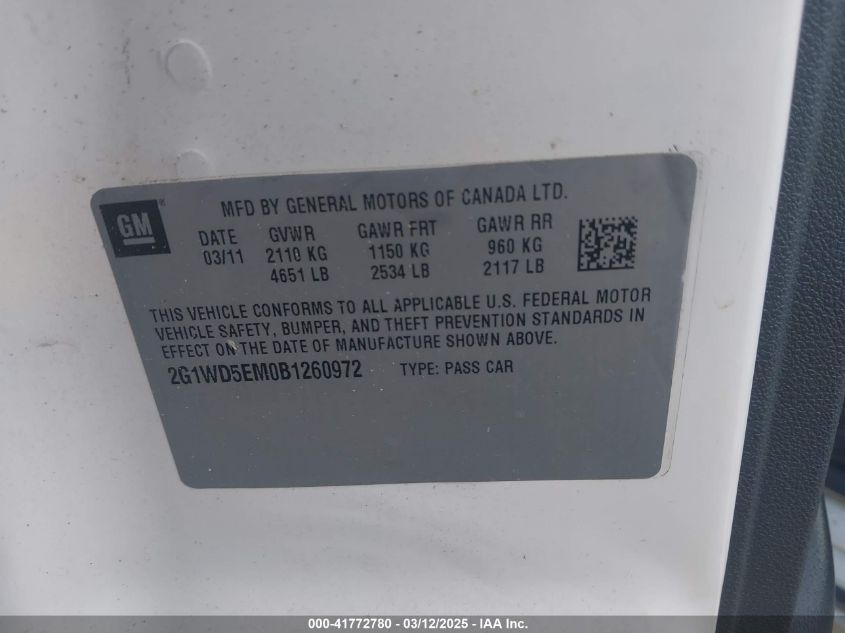 GM ®
MFD BY GENERAL MOTORS OF CANADA LTD.
DATE GVWR GAWR FRT GAWR RR
03/11 2110 KG 1150 KG 960 KG
4651 LB 2534 LB 2117 LB
THIS VEHICLE CONFORMS TO ALL APPLICABLE U.S. FEDERAL MOTOR
VEHICLE SAFETY, BUMPER, AND THEFT PREVENTION STANDARDS IN
EFFECT ON THE DATE OF MANUFACTURE SHOWN ABOVE.
2G1WD5EM0B1260972 TYPE: PASS CAR
000-41772780 - 03/12/2025 - IAA Inc.